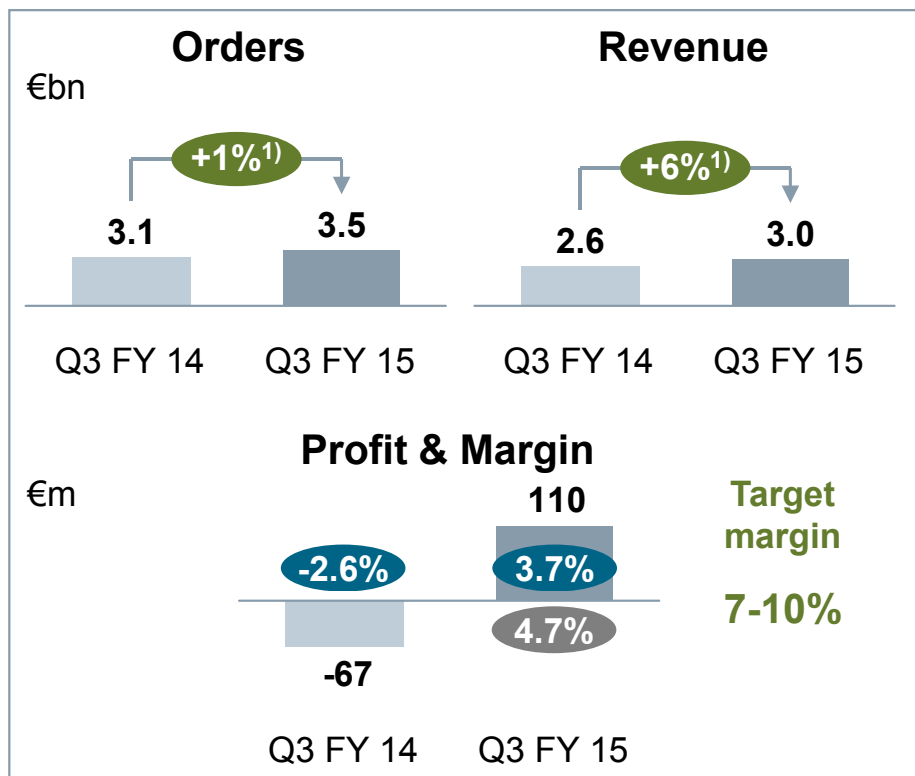 Orders
€bn
+1%¹⁾
3.1
3.5
Q3 FY 14
Q3 FY 15
Revenue
+6%¹⁾
2.6
3.0
Q3 FY 14
Q3 FY 15
Profit & Margin
€m
110
-2.6%
3.7%
4.7%
-67
Q3 FY 14
Q3 FY 15
Target
margin
7-10%